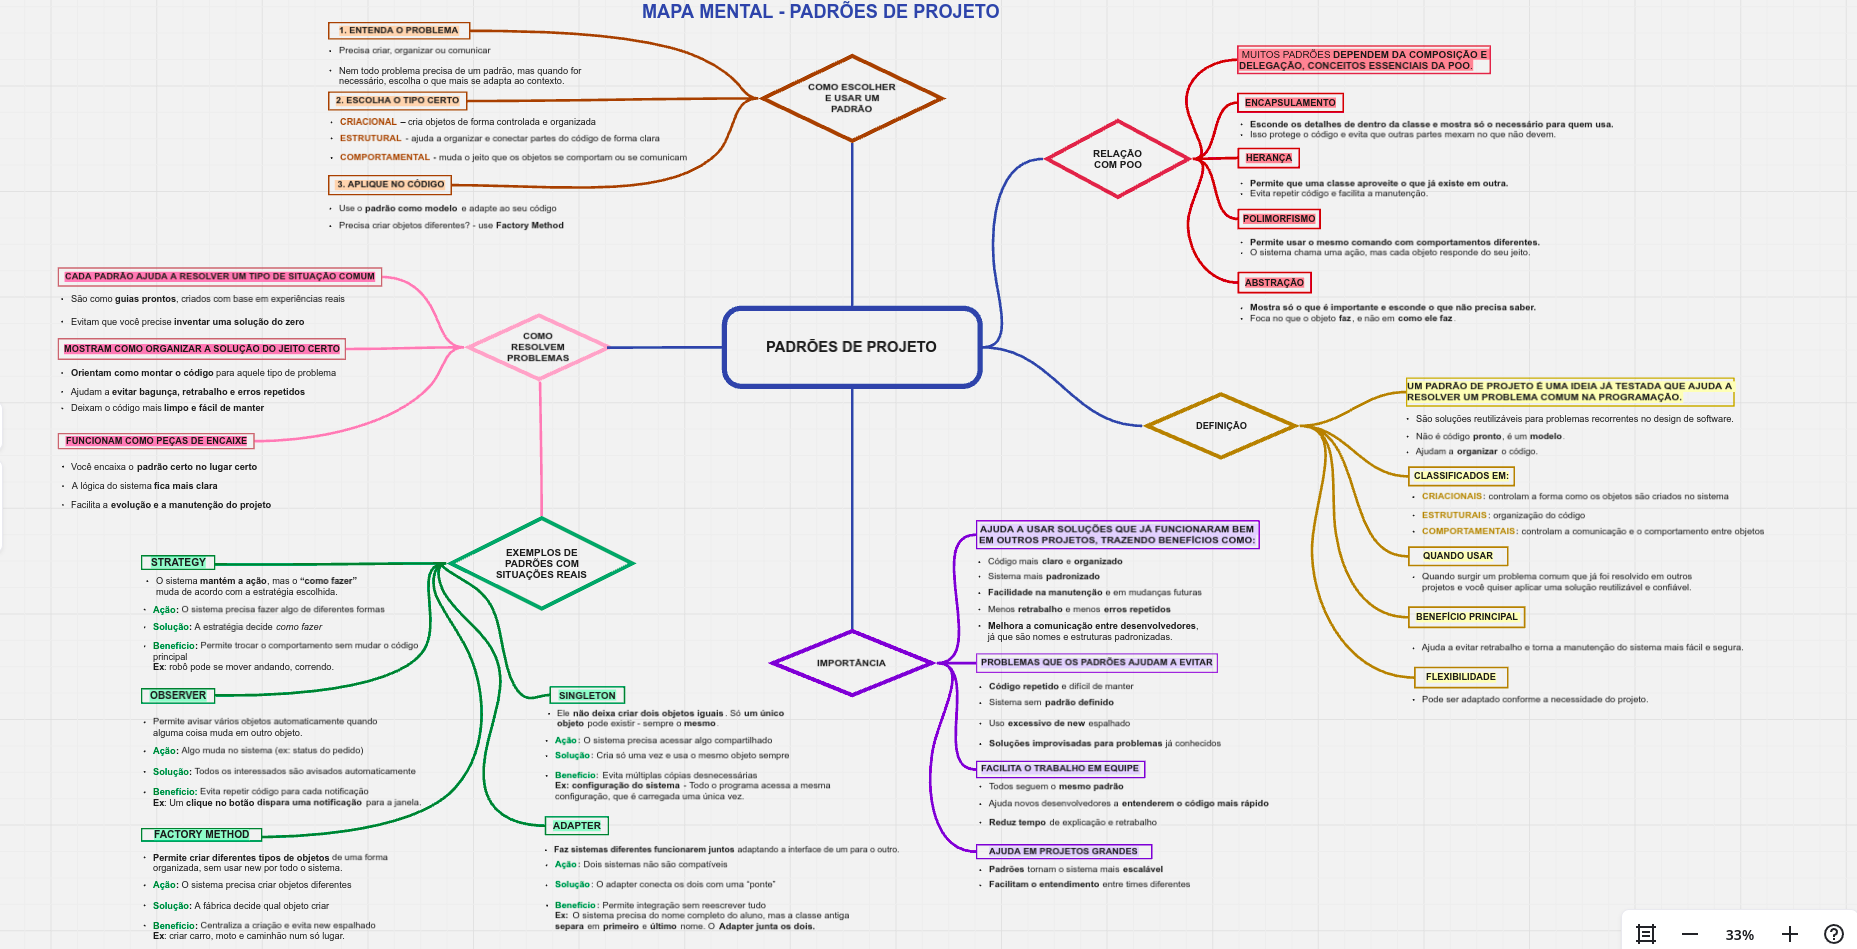 MAPA MENTAL - PADRÕES DE PROJETO
1. ENTENDA O PROBLEMA
• Precisa criar, organizar ou comunicar
• Nem todo problema precisa de um padrão, mas quando for
necessário, escolha o que mais se adapta ao contexto.
2. ESCOLHA O TIPO CERTO
• CRIACIONAL – cria objetos de forma controlada e organizada
• ESTRUTURAL - ajuda a organizar e conectar partes do código de forma clara
• COMPORTAMENTAL - muda o jeito que os objetos se comportam ou se comunicam
3. APLIQUE NO CÓDIGO
• Use o padrão como modelo e adapte ao seu código
• Precisa criar objetos diferentes? - use Factory Method
COMO ESCOLHER
E USAR UM
PADRÃO
MUITOS PADRÕES DEPENDEM DA COMPOSIÇÃO E
DELEGAÇÃO, CONCEITOS ESSENCIAIS DA POO.
ENCAPSULAMENTO
• Esconde os detalhes de dentro da classe e mostra só o necessário para quem usa.
• Isso protege o código e evita que outras partes mexam no que não devem.
RELAÇÃO
COM POO
HERANÇA
• Permite que uma classe aproveite o que já existe em outra.
• Evita repetir código e facilita a manutenção.
POLIMORFISMO
• Permite usar o mesmo comando com comportamentos diferentes.
• O sistema chama uma ação, mas cada objeto responde do seu jeito.
ABSTRAÇÃO
• Mostra só o que é importante e esconde o que não precisa saber.
• Foca no que o objeto faz, e não em como ele faz.
CADA PADRÃO AJUDA A RESOLVER UM TIPO DE SITUAÇÃO COMUM
• São como guias prontos, criados com base em experiências reais
• Evitam que você precise inventar uma solução do zero
MOSTRAM COMO ORGANIZAR A SOLUÇÃO DO JEITO CERTO
• Orientam como montar o código para aquele tipo de problema
• Ajudam a evitar bagunça, retrabalho e erros repetidos
• Deixam o código mais limpo e fácil de manter
FUNCIONAM COMO PEÇAS DE ENCAIXE
• Você encaixa o padrão certo no lugar certo
• A lógica do sistema fica mais clara
• Facilita a evolução e a manutenção do projeto
COMO
RESOLVEM
PROBLEMAS
PADRÕES DE PROJETO
DEFINIÇÃO
UM PADRÃO DE PROJETO É UMA IDEIA JÁ TESTADA QUE AJUDA A
RESOLVER UM PROBLEMA COMUM NA PROGRAMAÇÃO.
• São soluções reutilizáveis para problemas recorrentes no design de software.
• Não é código pronto, é um modelo.
• Ajudam a organizar o código.
CLASSIFICADOS EM:
• CRIACIONAIS: controlam a forma como os objetos são criados no sistema
• ESTRUTURAIS: organização do código
• COMPORTAMENTAIS: controlam a comunicação e o comportamento entre objetos
QUANDO USAR
• Quando surgir um problema comum que já foi resolvido em outros
projetos e você quiser aplicar uma solução reutilizável e confiável.
BENEFÍCIO PRINCIPAL
• Ajuda a evitar retrabalho e torna a manutenção do sistema mais fácil e segura.
FLEXIBILIDADE
• Pode ser adaptado conforme a necessidade do projeto.
EXEMPLOS DE
PADRÕES COM
SITUAÇÕES REAIS
STRATEGY
• O sistema mantém a ação, mas o “como fazer”
muda de acordo com a estratégia escolhida.
• Ação: O sistema precisa fazer algo de diferentes formas
• Solução: A estratégia decide como fazer
• Benefício: Permite trocar o comportamento sem mudar o código
principal
Ex: robô pode se mover andando, correndo.
OBSERVER
• Permite avisar vários objetos automaticamente quando
alguma coisa muda em outro objeto.
• Ação: Algo muda no sistema (ex: status do pedido)
• Solução: Todos os interessados são avisados automaticamente
• Benefício: Evita repetir código para cada notificação
Ex: Um clique no botão dispara uma notificação para a janela.
FACTORY METHOD
• Permite criar diferentes tipos de objetos de uma forma
organizada, sem usar new por todo o sistema.
• Ação: O sistema precisa criar objetos diferentes
• Solução: A fábrica decide qual objeto criar
• Benefício: Centraliza a criação e evita new espalhado
Ex: criar carro, moto e caminhão num só lugar.
SINGLETON
• Ele não deixa criar dois objetos iguais. Só um único
objeto pode existir - sempre o mesmo.
• Ação: O sistema precisa acessar algo compartilhado
• Solução: Cria só uma vez e usa o mesmo objeto sempre
• Benefício: Evita múltiplas cópias desnecessárias
Ex: configuração do sistema - Todo o programa acessa a mesma
configuração, que é carregada uma única vez.
ADAPTER
• Faz sistemas diferentes funcionarem juntos adaptando a interface de um para o outro.
• Ação: Dois sistemas não são compatíveis
• Solução: O adapter conecta os dois com uma “ponte”
• Benefício: Permite integração sem reescrever tudo
Ex: O sistema precisa do nome completo do aluno, mas a classe antiga
separa em primeiro e último nome. O Adapter junta os dois.
IMPORTÂNCIA
AJUDA A USAR SOLUÇÕES QUE JÁ FUNCIONARAM BEM
EM OUTROS PROJETOS, TRAZENDO BENEFÍCIOS COMO:
• Código mais claro e organizado
• Sistema mais padronizado
• Facilidade na manutenção e em mudanças futuras
• Menos retrabalho e menos erros repetidos
• Melhora a comunicação entre desenvolvedores,
já que são nomes e estruturas padronizadas.
PROBLEMAS QUE OS PADRÕES AJUDAM A EVITAR
• Código repetido e difícil de manter
• Sistema sem padrão definido
• Uso excessivo de new espalhado
• Soluções improvisadas para problemas já conhecidos
FACILITA O TRABALHO EM EQUIPE
• Todos seguem o mesmo padrão
• Ajuda novos desenvolvedores a entenderem o código mais rápido
• Reduz tempo de explicação e retrabalho
AJUDA EM PROJETOS GRANDES
• Padrões tornam o sistema mais escalável
• Facilitam o entendimento entre times diferentes
33%